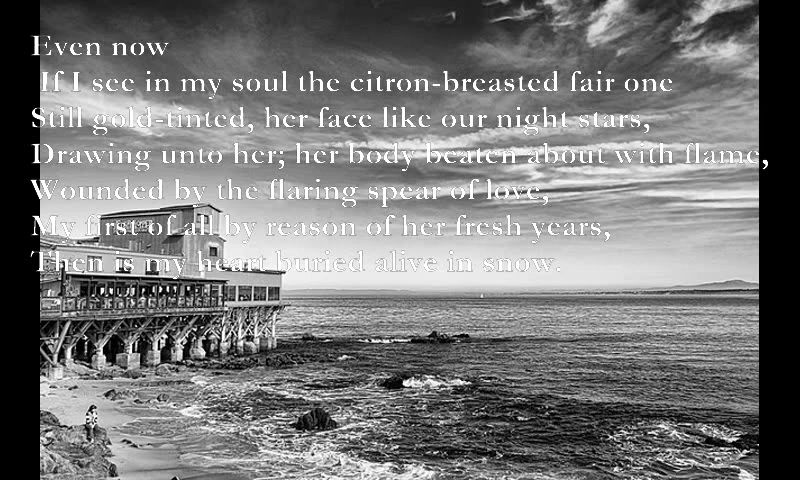 Even now
If I see in my soul the citron-breasted fair one
Still gold-tinted, her face like our night stars,
Drawing unto her; her body beaten about with flame,
Wounded by the flaring spear of love,
My first of all by reason of her fresh years,
Then is my heart buried alive in snow.